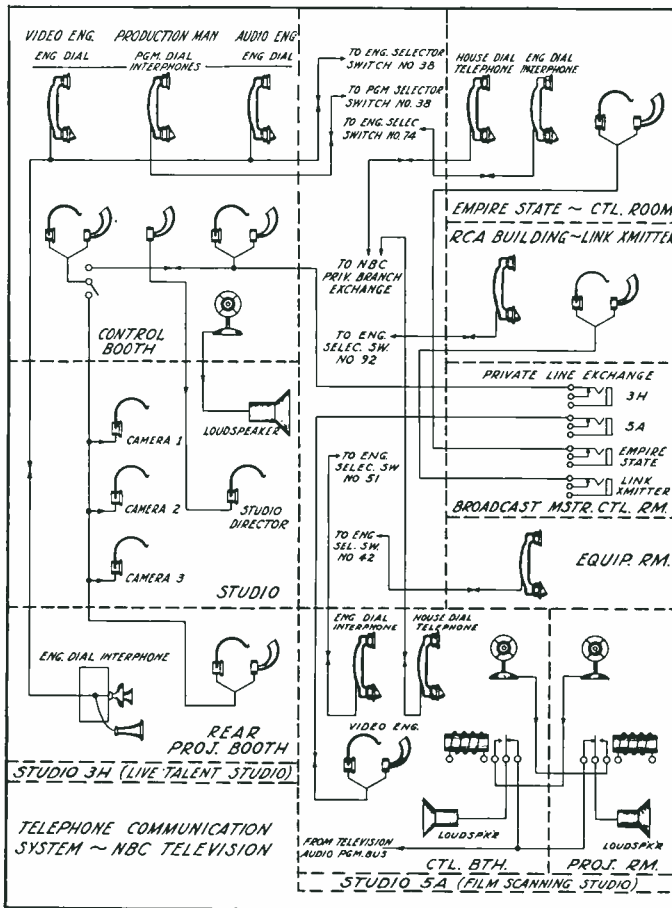 VIDEO ENG.
ENG DIAL
PRODUCTION MAN
PGM. DIAL
INTERPHONES
AUDIO ENG
ENG DIAL
TO ENG. SELECTOR
SWITCH NO 38
TO PGM SELECTOR
SWITCH NO. 38
TO ENG. SELEC
SWITCH NO. 74
HOUSE DIAL
TELEPHONE
ENG DIAL
INTERPHONE
EMPIRE STATE ~ CTL. ROOM
RCA BUILDING ~ LINK XMITTER
TO NBC
PRIV. BRANCH
EXCHANGE
TO ENG.
SELEC. SW.
NO 92
CONTROL
BOOTH
PRIVATE LINE EXCHANGE
3H
5A
EMPIRE
STATE
LINK
XMITTER
BROADCAST MSTR. CTL. RM.
LOUDSPEAKER
CAMERA 1
CAMERA 2
CAMERA 3
STUDIO
DIRECTOR
STUDIO
TO ENG.
SELEC. SW
NO 51
TO ENG
SEL. SW.
NO 42
EQUIP. RM.
ENG. DIAL INTERPHONE
REAR
PROJ. BOOTH
STUDIO 3H (LIVE TALENT STUDIO)
ENG DIAL
INTERPHONE
HOUSE DIAL
TELEPHONE
VIDEO ENG.
LOUDSPKR
LOUDSPKR
FROM TELEVISION
AUDIO PGM. BUS
CTL. BTH.
PROJ. RM.
STUDIO 5A (FILM SCANNING STUDIO)
TELEPHONE COMMUNICATION
SYSTEM ~ NBC TELEVISION